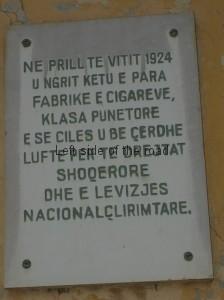 NE PRILL TE VITIT 1924
U NGRIT KETU E PARA
FABRIKE E CIGAREVE,
KLASA PUNETORE
E SE CILES U BE ÇERDHE
LUFTE PER TE DREJTAT
Left side of the road
SHOQERORE
DHE E LEVIZJES
NACIONALÇLIRIMTARE.